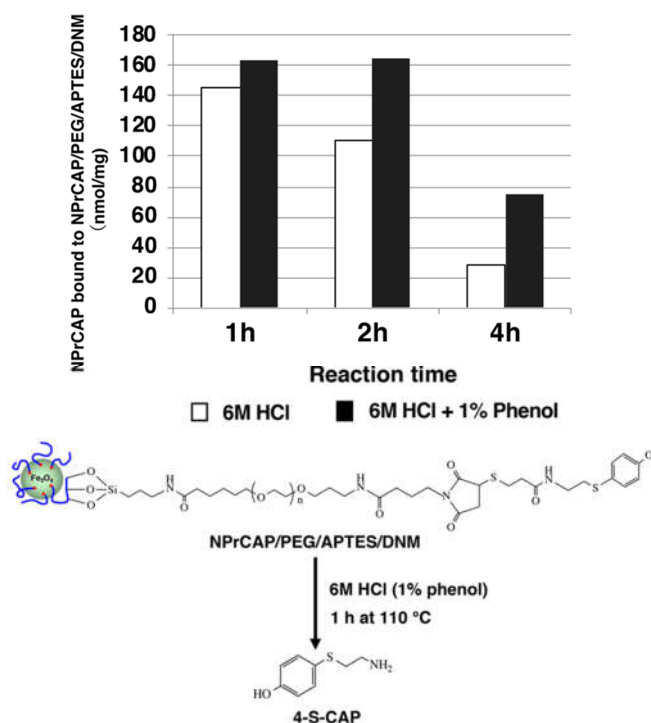 NPrCAP bound to NPrCAP/PEG/APTES/DNM
(nmol/mg)
180
160
140
120
100
80
60
40
20
0
1h 2h 4h
Reaction time
6M HCl 6M HCl + 1% Phenol
O
Si
O
O
N
H
O
O
O
n
H
N
O
N
O
O
S
O
H
N
S
NPrCAP/PEG/APTES/DNM
6M HCl (1% phenol)
1 h at 110 °C
S
NH2
HO
4-S-CAP